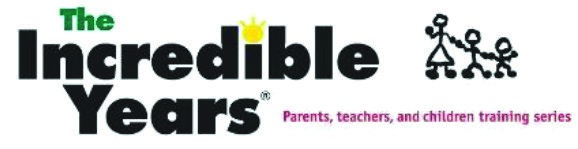 The
Incredible
Years®
Parents, teachers, and children training series